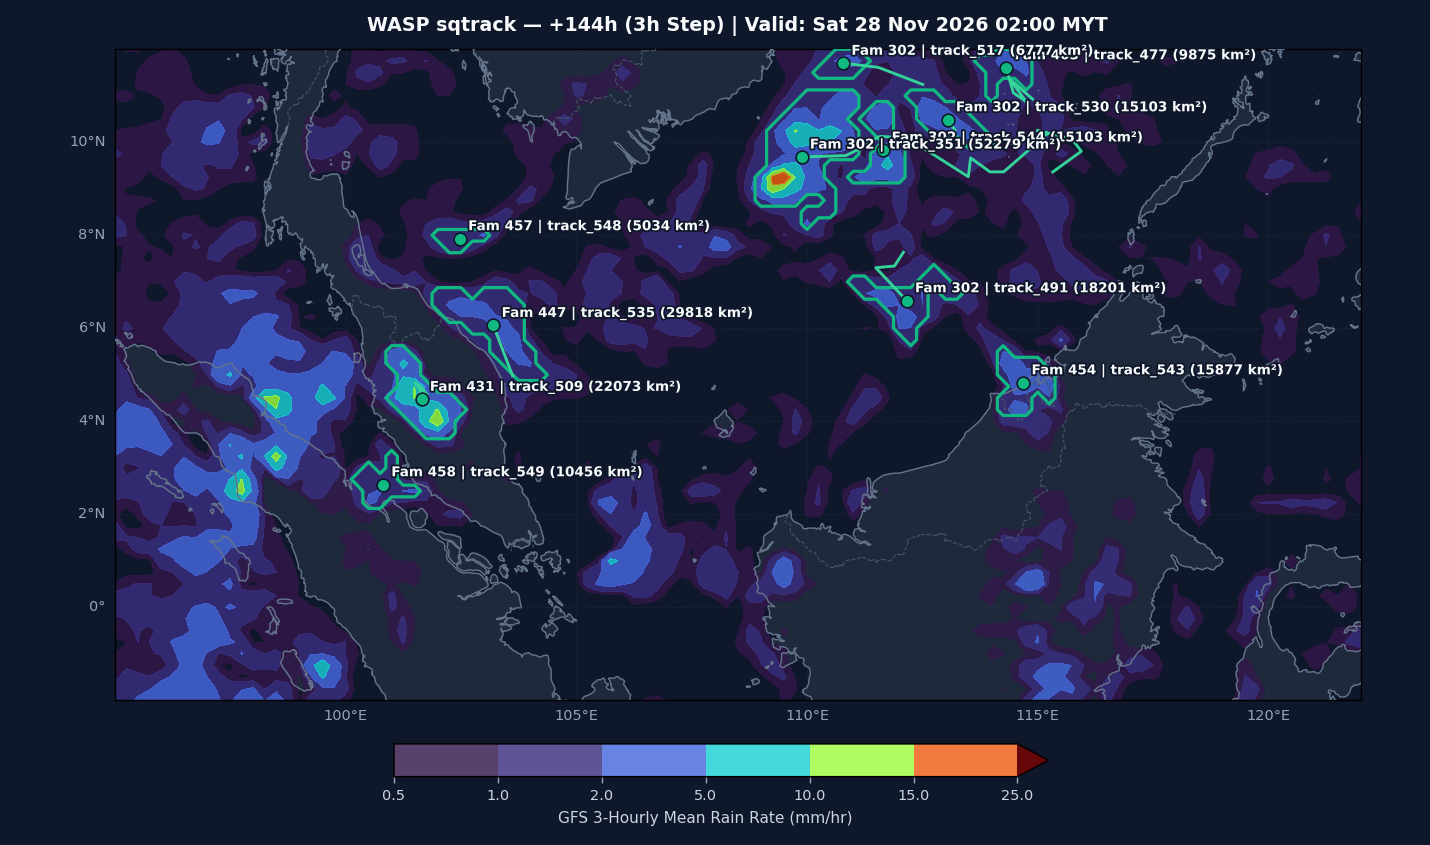 WASP sqtrack — +144h (3h Step) | Valid: Sat 28 Nov 2026 02:00 MYT
Fam 302 | track_517 (6777 km²)
track_477 (9875 km²)
Fam 302 | track_530 (15103 km²)
Fam 302 | track_544 (15103 km²)
Fam 302 | track_351 (52279 km²)
Fam 457 | track_548 (5034 km²)
Fam 302 | track_491 (18201 km²)
Fam 447 | track_535 (29818 km²)
Fam 454 | track_543 (15877 km²)
Fam 431 | track_509 (22073 km²)
Fam 458 | track_549 (10456 km²)
10°N
8°N
6°N
4°N
2°N
0°
100°E 105°E 110°E 115°E 120°E
0.5 1.0 2.0 5.0 10.0 15.0 25.0
GFS 3-Hourly Mean Rain Rate (mm/hr)